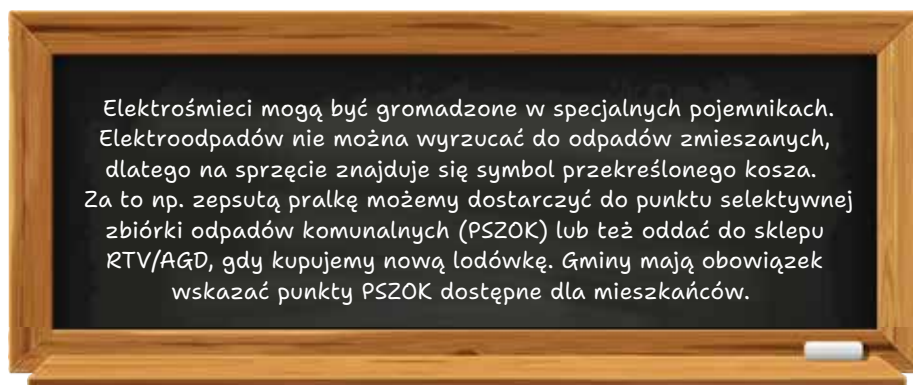 Elektrośmieci mogą być gromadzone w specjalnych pojemnikach.
Elektroodpadów nie można wyrzucać do odpadów zmieszanych,
dlatego na sprzęcie znajduje się symbol przekreślonego kosza.
Za to np. zepsutą pralkę możemy dostarczyć do punktu selektywnej
zbiórki odpadów komunalnych (PSZOK) lub też oddać do sklepu
RTV/AGD, gdy kupujemy nową lodówkę. Gminy mają obowiązek
wskazać punkty PSZOK dostępne dla mieszkańców.